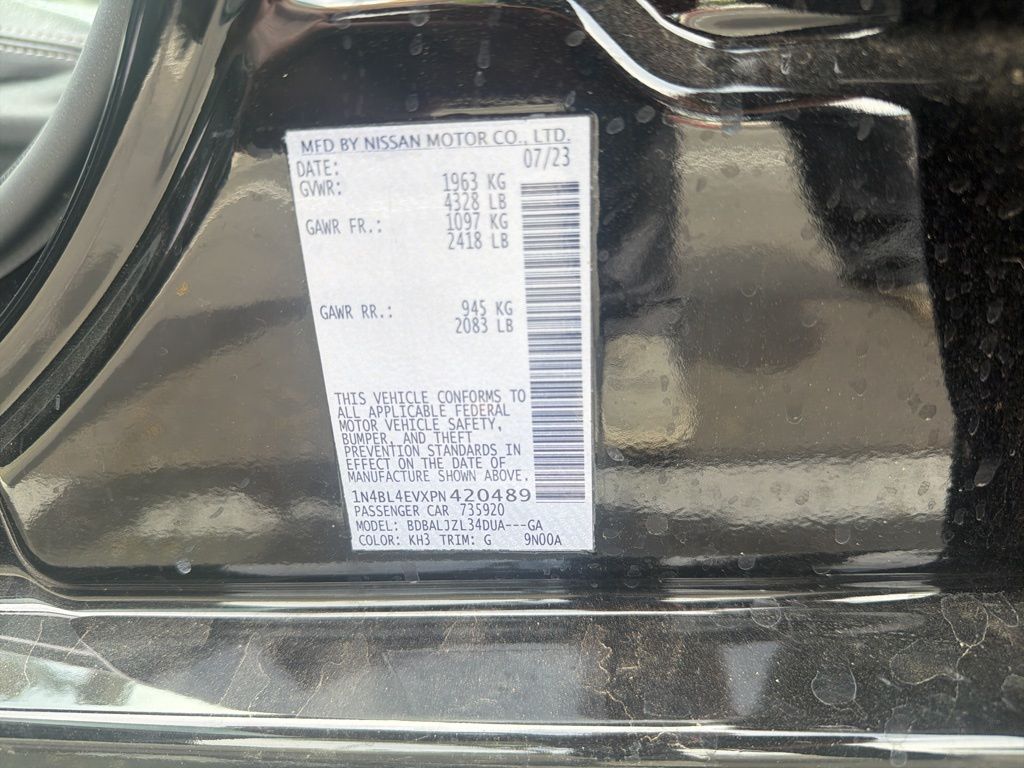 MFD BY NISSAN MOTOR CO., LTD.
DATE: 07/23
GVWR: 1963 KG
4328 LB
GAWR FR.: 1097 KG
2418 LB
GAWR RR.: 945 KG
2083 LB
THIS VEHICLE CONFORMS TO
ALL APPLICABLE FEDERAL
MOTOR VEHICLE SAFETY,
BUMPER, AND THEFT
PREVENTION STANDARDS IN
EFFECT ON THE DATE OF
MANUFACTURE SHOWN ABOVE.
1N4BL4EVXPN420489
PASSENGER CAR 735920
MODEL: BDBALJZL34DUA---GA
COLOR: KH3 TRIM: G 9N00A